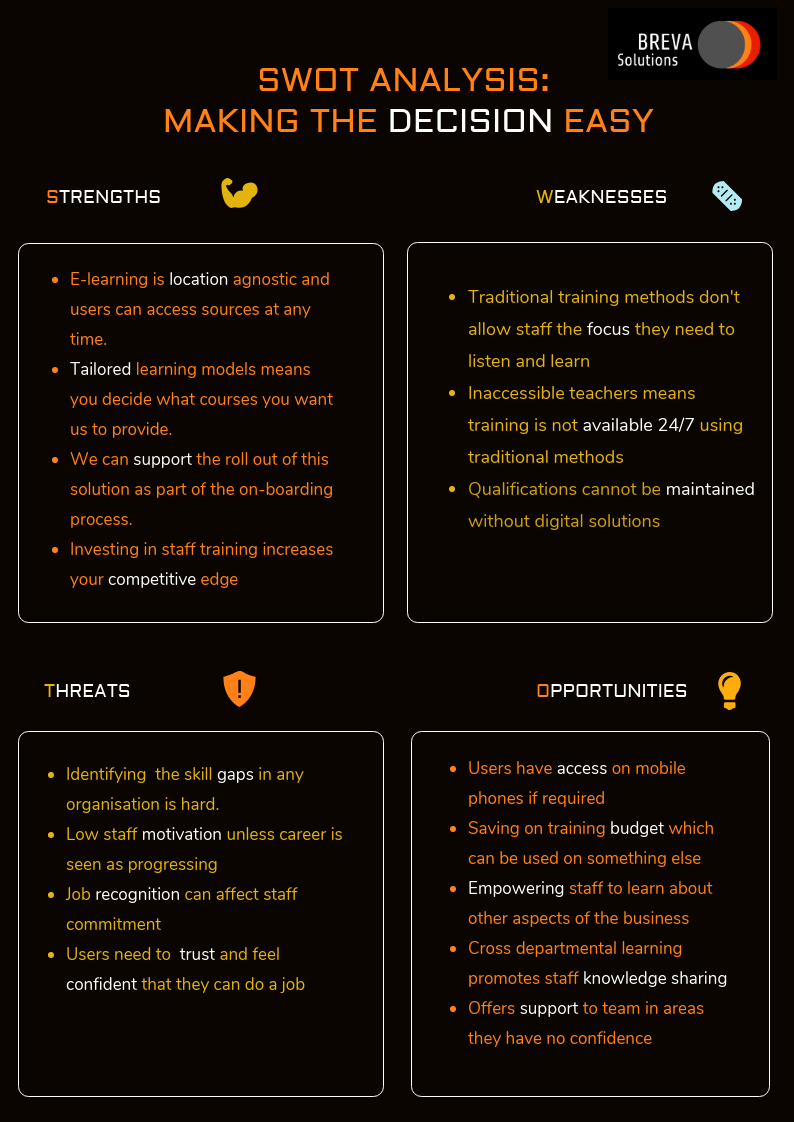 BREVA
Solutions
SWOT ANALYSIS:
MAKING THE DECISION EASY
STRENGTHS
• E-learning is location agnostic and
users can access sources at any
time.
• Tailored learning models means
you decide what courses you want
us to provide.
• We can support the roll out of this
solution as part of the on-boarding
process.
• Investing in staff training increases
your competitive edge
WEAKNESSES
• Traditional training methods don't
allow staff the focus they need to
listen and learn
• Inaccessible teachers means
training is not available 24/7 using
traditional methods
• Qualifications cannot be maintained
without digital solutions
THREATS
• Identifying  the skill gaps in any
organisation is hard.
• Low staff motivation unless career is
seen as progressing
• Job recognition can affect staff
commitment
• Users need to  trust and feel
confident that they can do a job
OPPORTUNITIES
• Users have access on mobile
phones if required
• Saving on training budget which
can be used on something else
• Empowering staff to learn about
other aspects of the business
• Cross departmental learning
promotes staff knowledge sharing
• Offers support to team in areas
they have no confidence